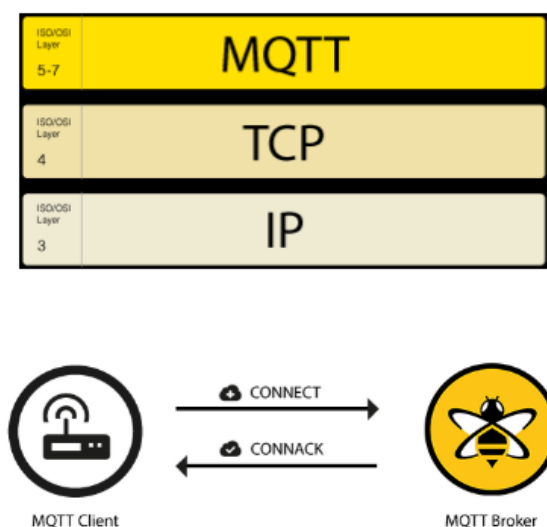 ISO/OSI
Layer
5-7
MQTT
ISO/OSI
Layer
4
TCP
ISO/OSI
Layer
3
IP
CONNECT
CONNACK
MQTT Client
MQTT Broker